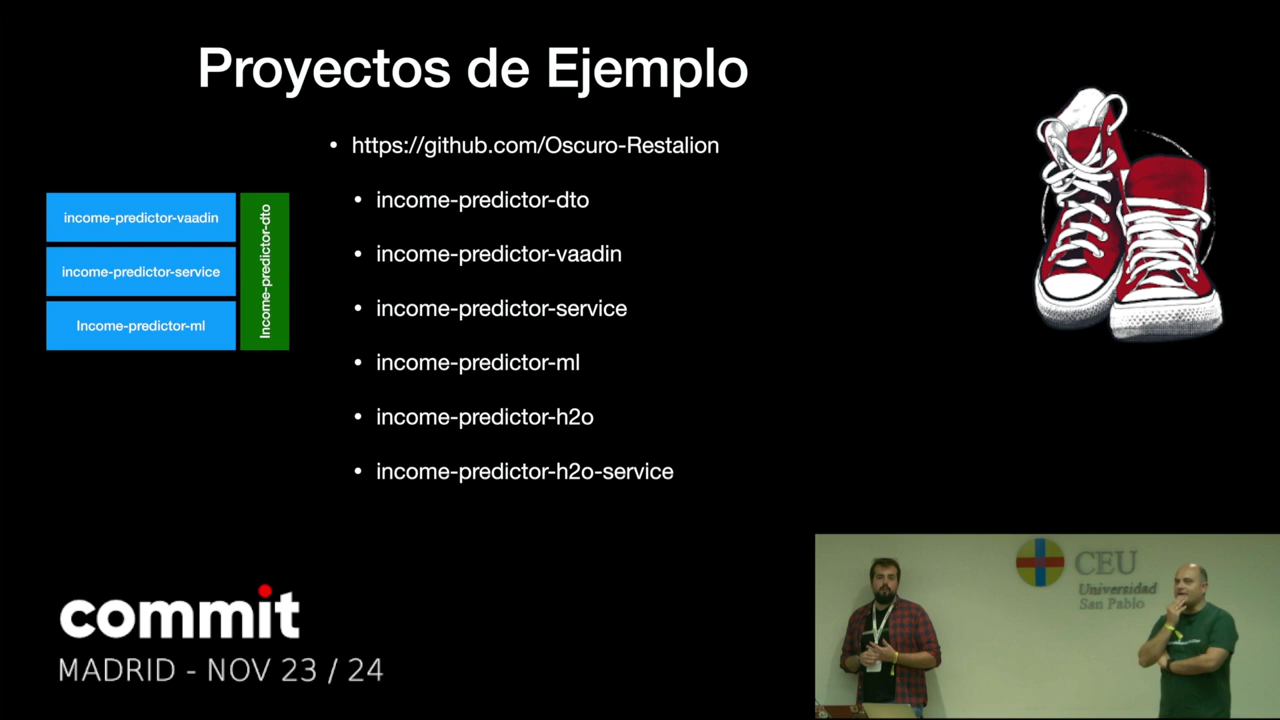 Proyectos de Ejemplo
https://github.com/Oscuro-Restalion
income-predictor-dto
income-predictor-vaadin
income-predictor-service
income-predictor-ml
income-predictor-h2o
income-predictor-h2o-service
income-predictor-vaadin
income-predictor-service
Income-predictor-ml
Income-predictor-dto
commit
MADRID - NOV 23 / 24
CEU
Universidad
San Pablo